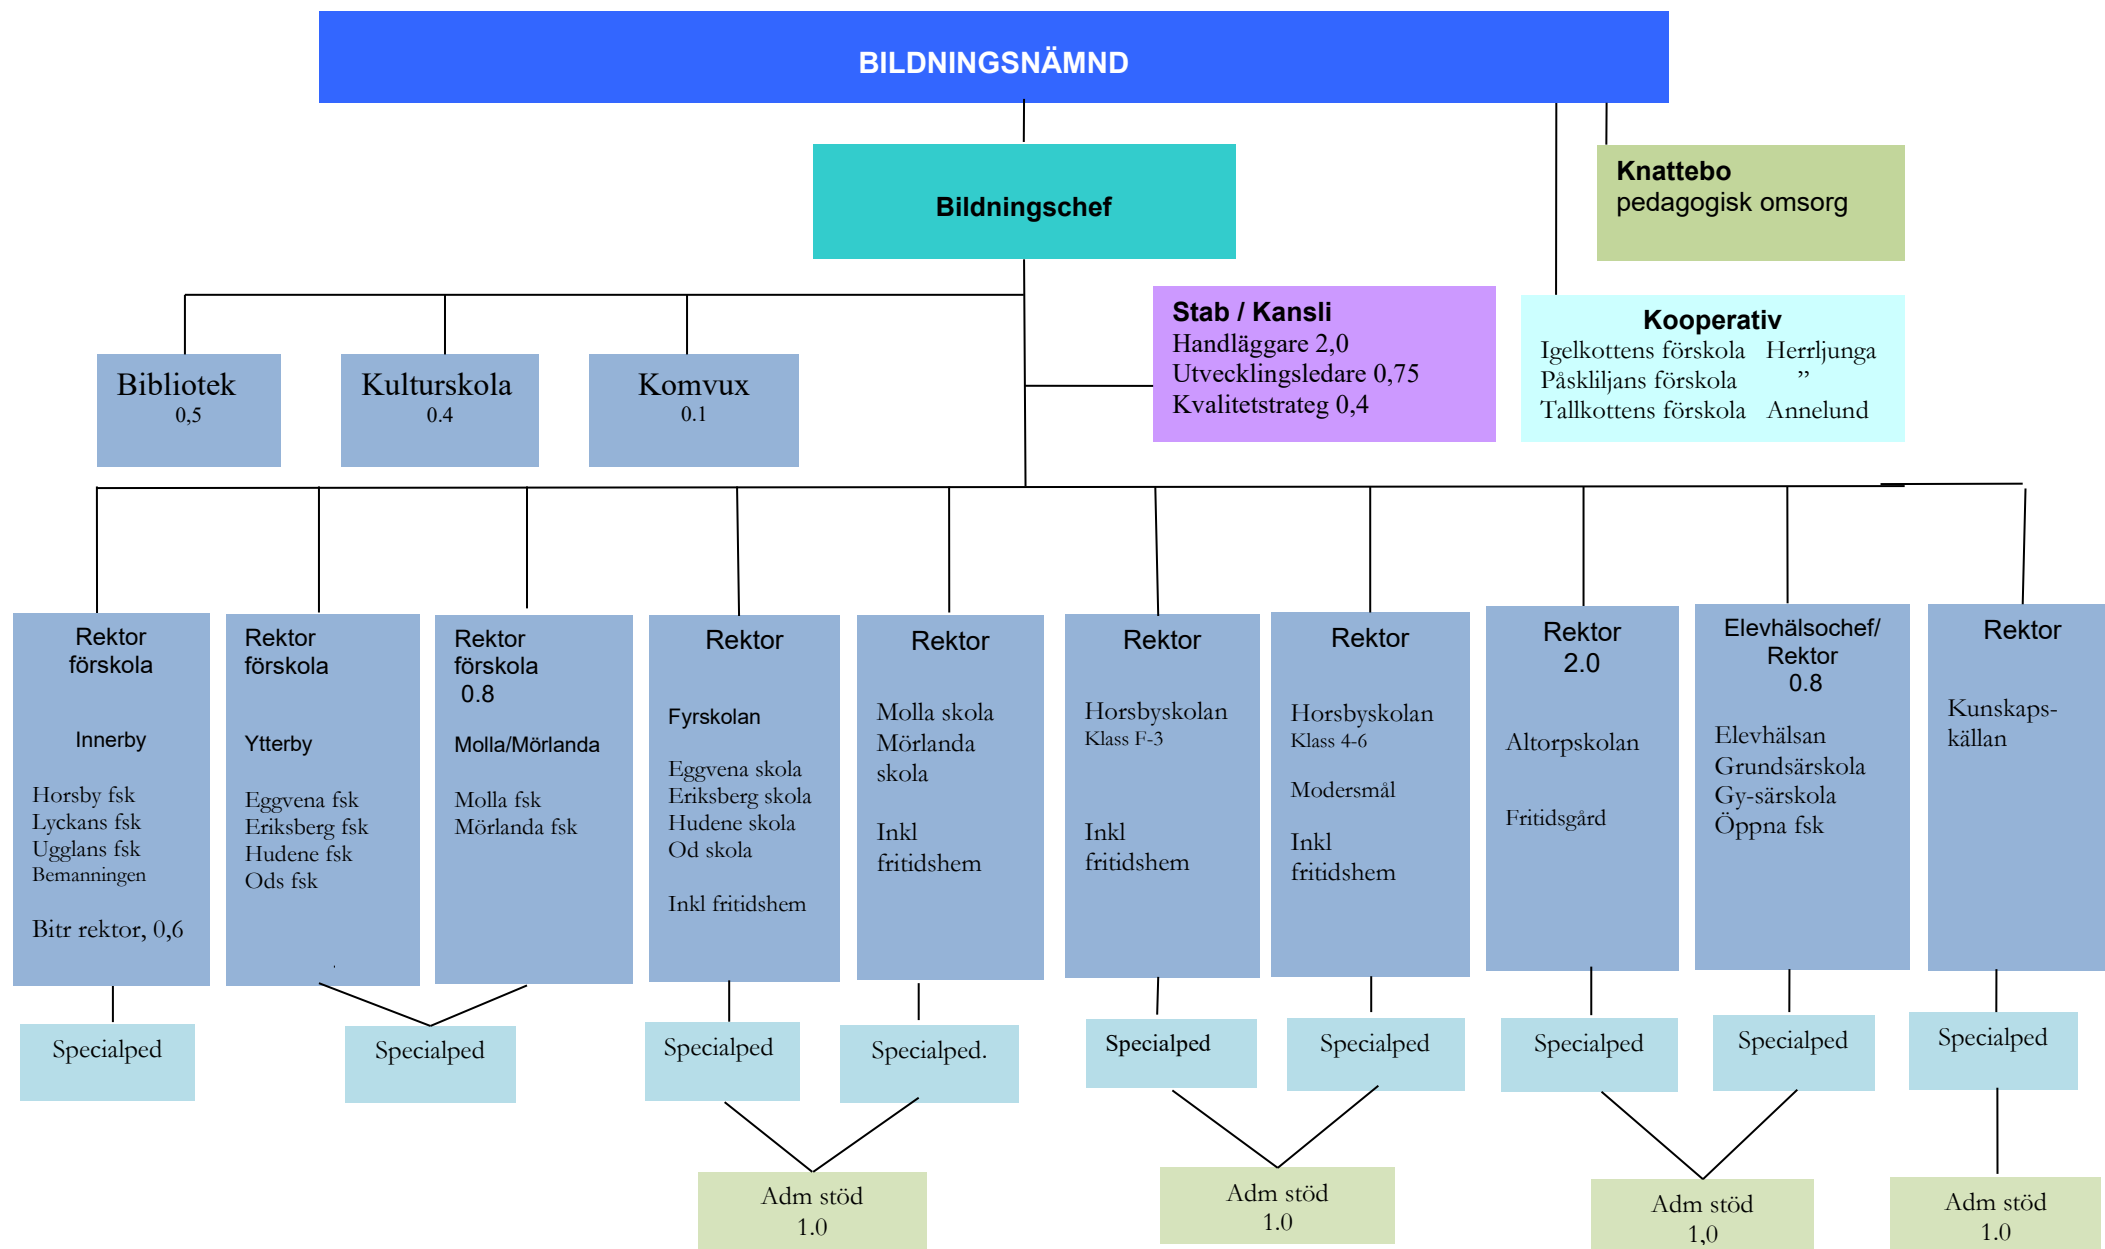 BILDNINGSNÄMND
Bildningschef
Knattebo
pedagogisk omsorg
Stab / Kansli
Handläggare 2,0
Utvecklingsledare 0,75
Kvalitetstrateg 0,4
Kooperativ
Igelkottens förskola Herrljunga
Påskliljans förskola ”
Tallkottens förskola Annelund
Bibliotek
0,5
Kulturskola
0.4
Komvux
0.1
Rektor
förskola
Innerby
Horsby fsk
Lyckans fsk
Ugglans fsk
Bemanningen
Bitr rektor, 0,6
Rektor
förskola
Ytterby
Eggvena fsk
Eriksberg fsk
Hudene fsk
Ods fsk
.
Rektor
förskola
0.8
Molla/Mörlanda
Molla fsk
Mörlanda fsk
Rektor
Fyrskolan
Eggvena skola
Eriksberg skola
Hudene skola
Od skola
Inkl fritidshem
Rektor
Molla skola
Mörlanda
skola
Inkl
fritidshem
Rektor
Horsbyskolan
Klass F-3
Inkl
fritidshem
Rektor
Horsbyskolan
Klass 4-6
Modersmål
Inkl
fritidshem
Rektor
2.0
Altorpskolan
Fritidsgård
Elevhälsochef/
Rektor
0.8
Elevhälsan
Grundsärskola
Gy-särskola
Öppna fsk
Rektor
Kunskaps-
källan
Specialped
Specialped
Specialped
Specialped.
Specialped
Specialped
Specialped
Specialped
Specialped
Adm stöd
1.0
Adm stöd
1.0
Adm stöd
1,0
Adm stöd
1.0